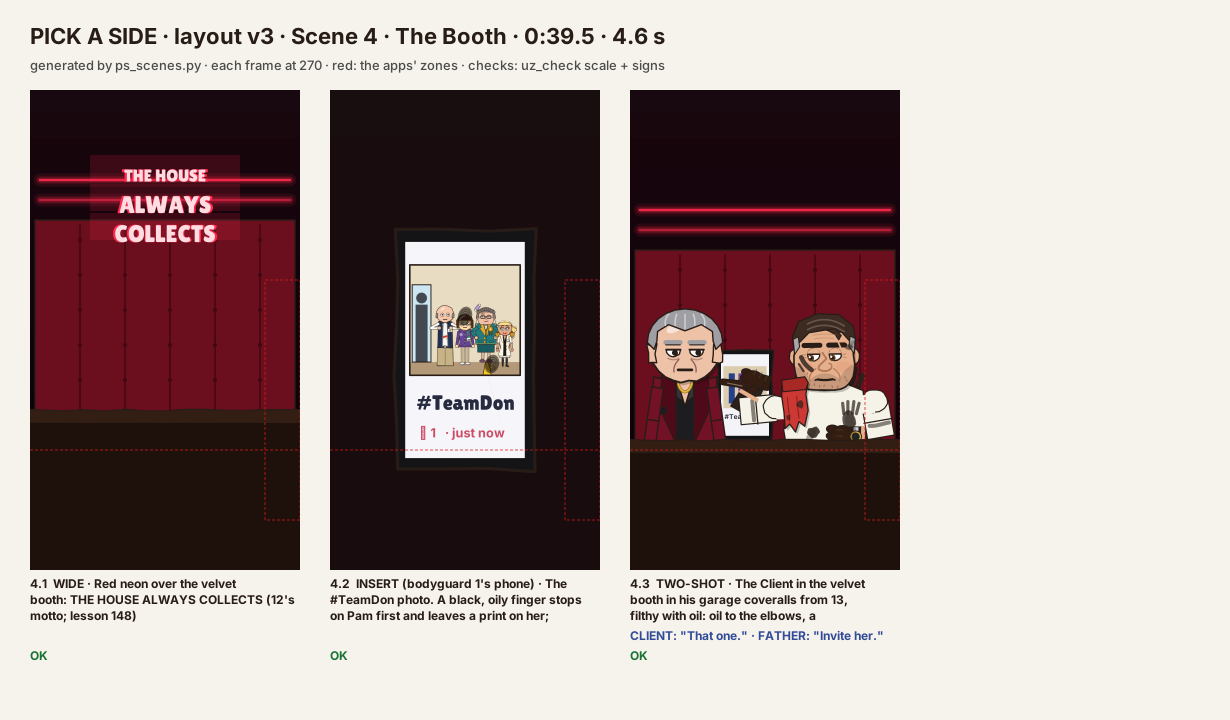 PICK A SIDE · layout v3 · Scene 4 · The Booth · 0:39.5 · 4.6 s
generated by ps_scenes.py · each frame at 270 · red: the apps' zones · checks: uz_check scale + signs
THE HOUSE
ALWAYS
COLLECTS
#TeamDon
1 · just now
#Tea
4.1 WIDE · Red neon over the velvet
booth: THE HOUSE ALWAYS COLLECTS (12's
motto; lesson 148)
OK
4.2 INSERT (bodyguard 1's phone) · The
#TeamDon photo. A black, oily finger stops
on Pam first and leaves a print on her;
OK
4.3 TWO-SHOT · The Client in the velvet
booth in his garage coveralls from 13,
filthy with oil: oil to the elbows, a
CLIENT: "That one." · FATHER: "Invite her."
OK